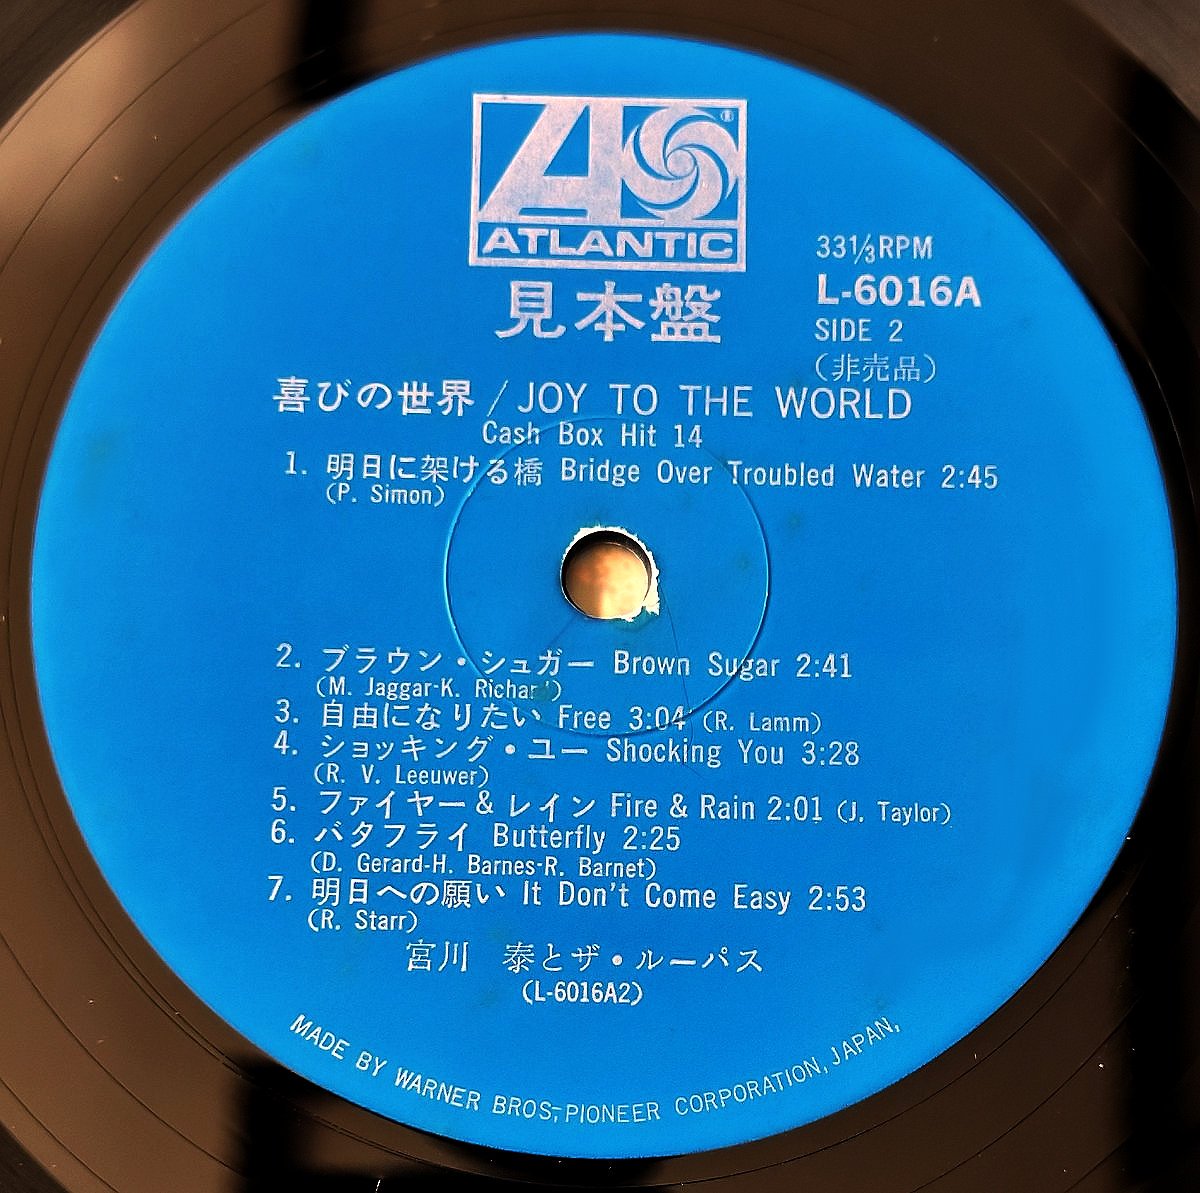 ATLANTIC
®
見本盤
33⅓RPM
L-6016A
SIDE 2
(非売品)
喜びの世界/JOY TO THE WORLD
Cash Box Hit 14
1. 明日に架ける橋 Bridge Over Troubled Water 2:45
(P. Simon)
2. ブラウン・シュガー Brown Sugar 2:41
(M. Jaggar-K. Richar )
3. 自由になりたい Free 3:04 (R. Lamm)
4. ショッキング・ユー Shocking You 3:28
(R. V. Leeuwer)
5. ファイヤー & レイン Fire & Rain 2:01 (J. Taylor)
6. バタフライ Butterfly 2:25
(D. Gerard-H. Barnes-R. Barnet)
7. 明日への願い It Don't Come Easy 2:53
(R. Starr)
宮川 泰とザ・ルーパス
(L-6016A2)
MADE BY WARNER BROS,-PIONEER CORPORATION, JAPAN,